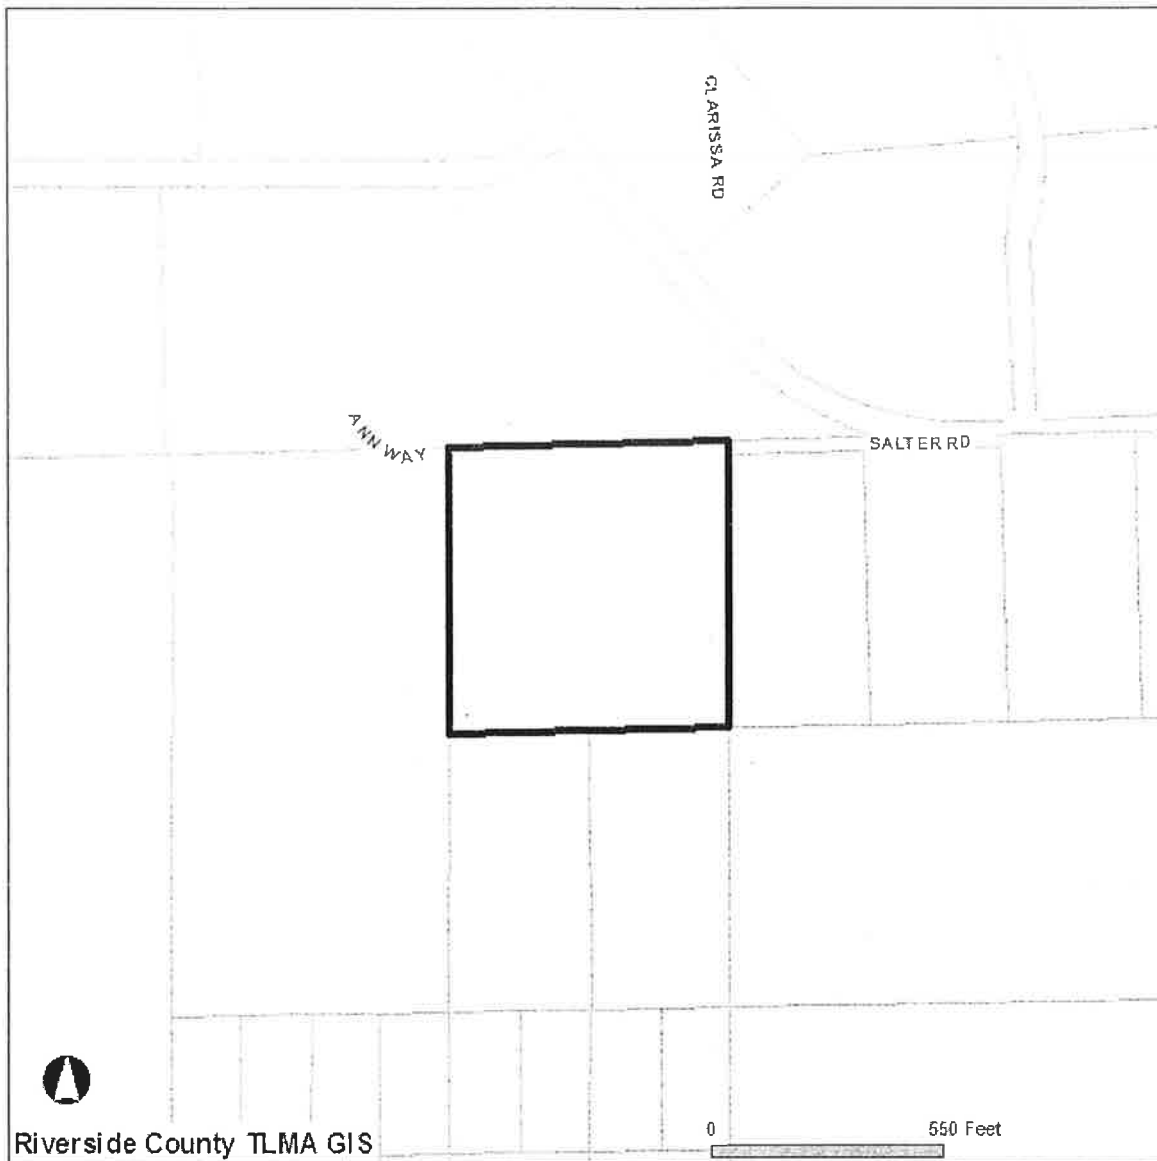 CLARISSA RD
ANN WAY
SALTER RD
Riverside County TLMA GIS
0 550 Feet